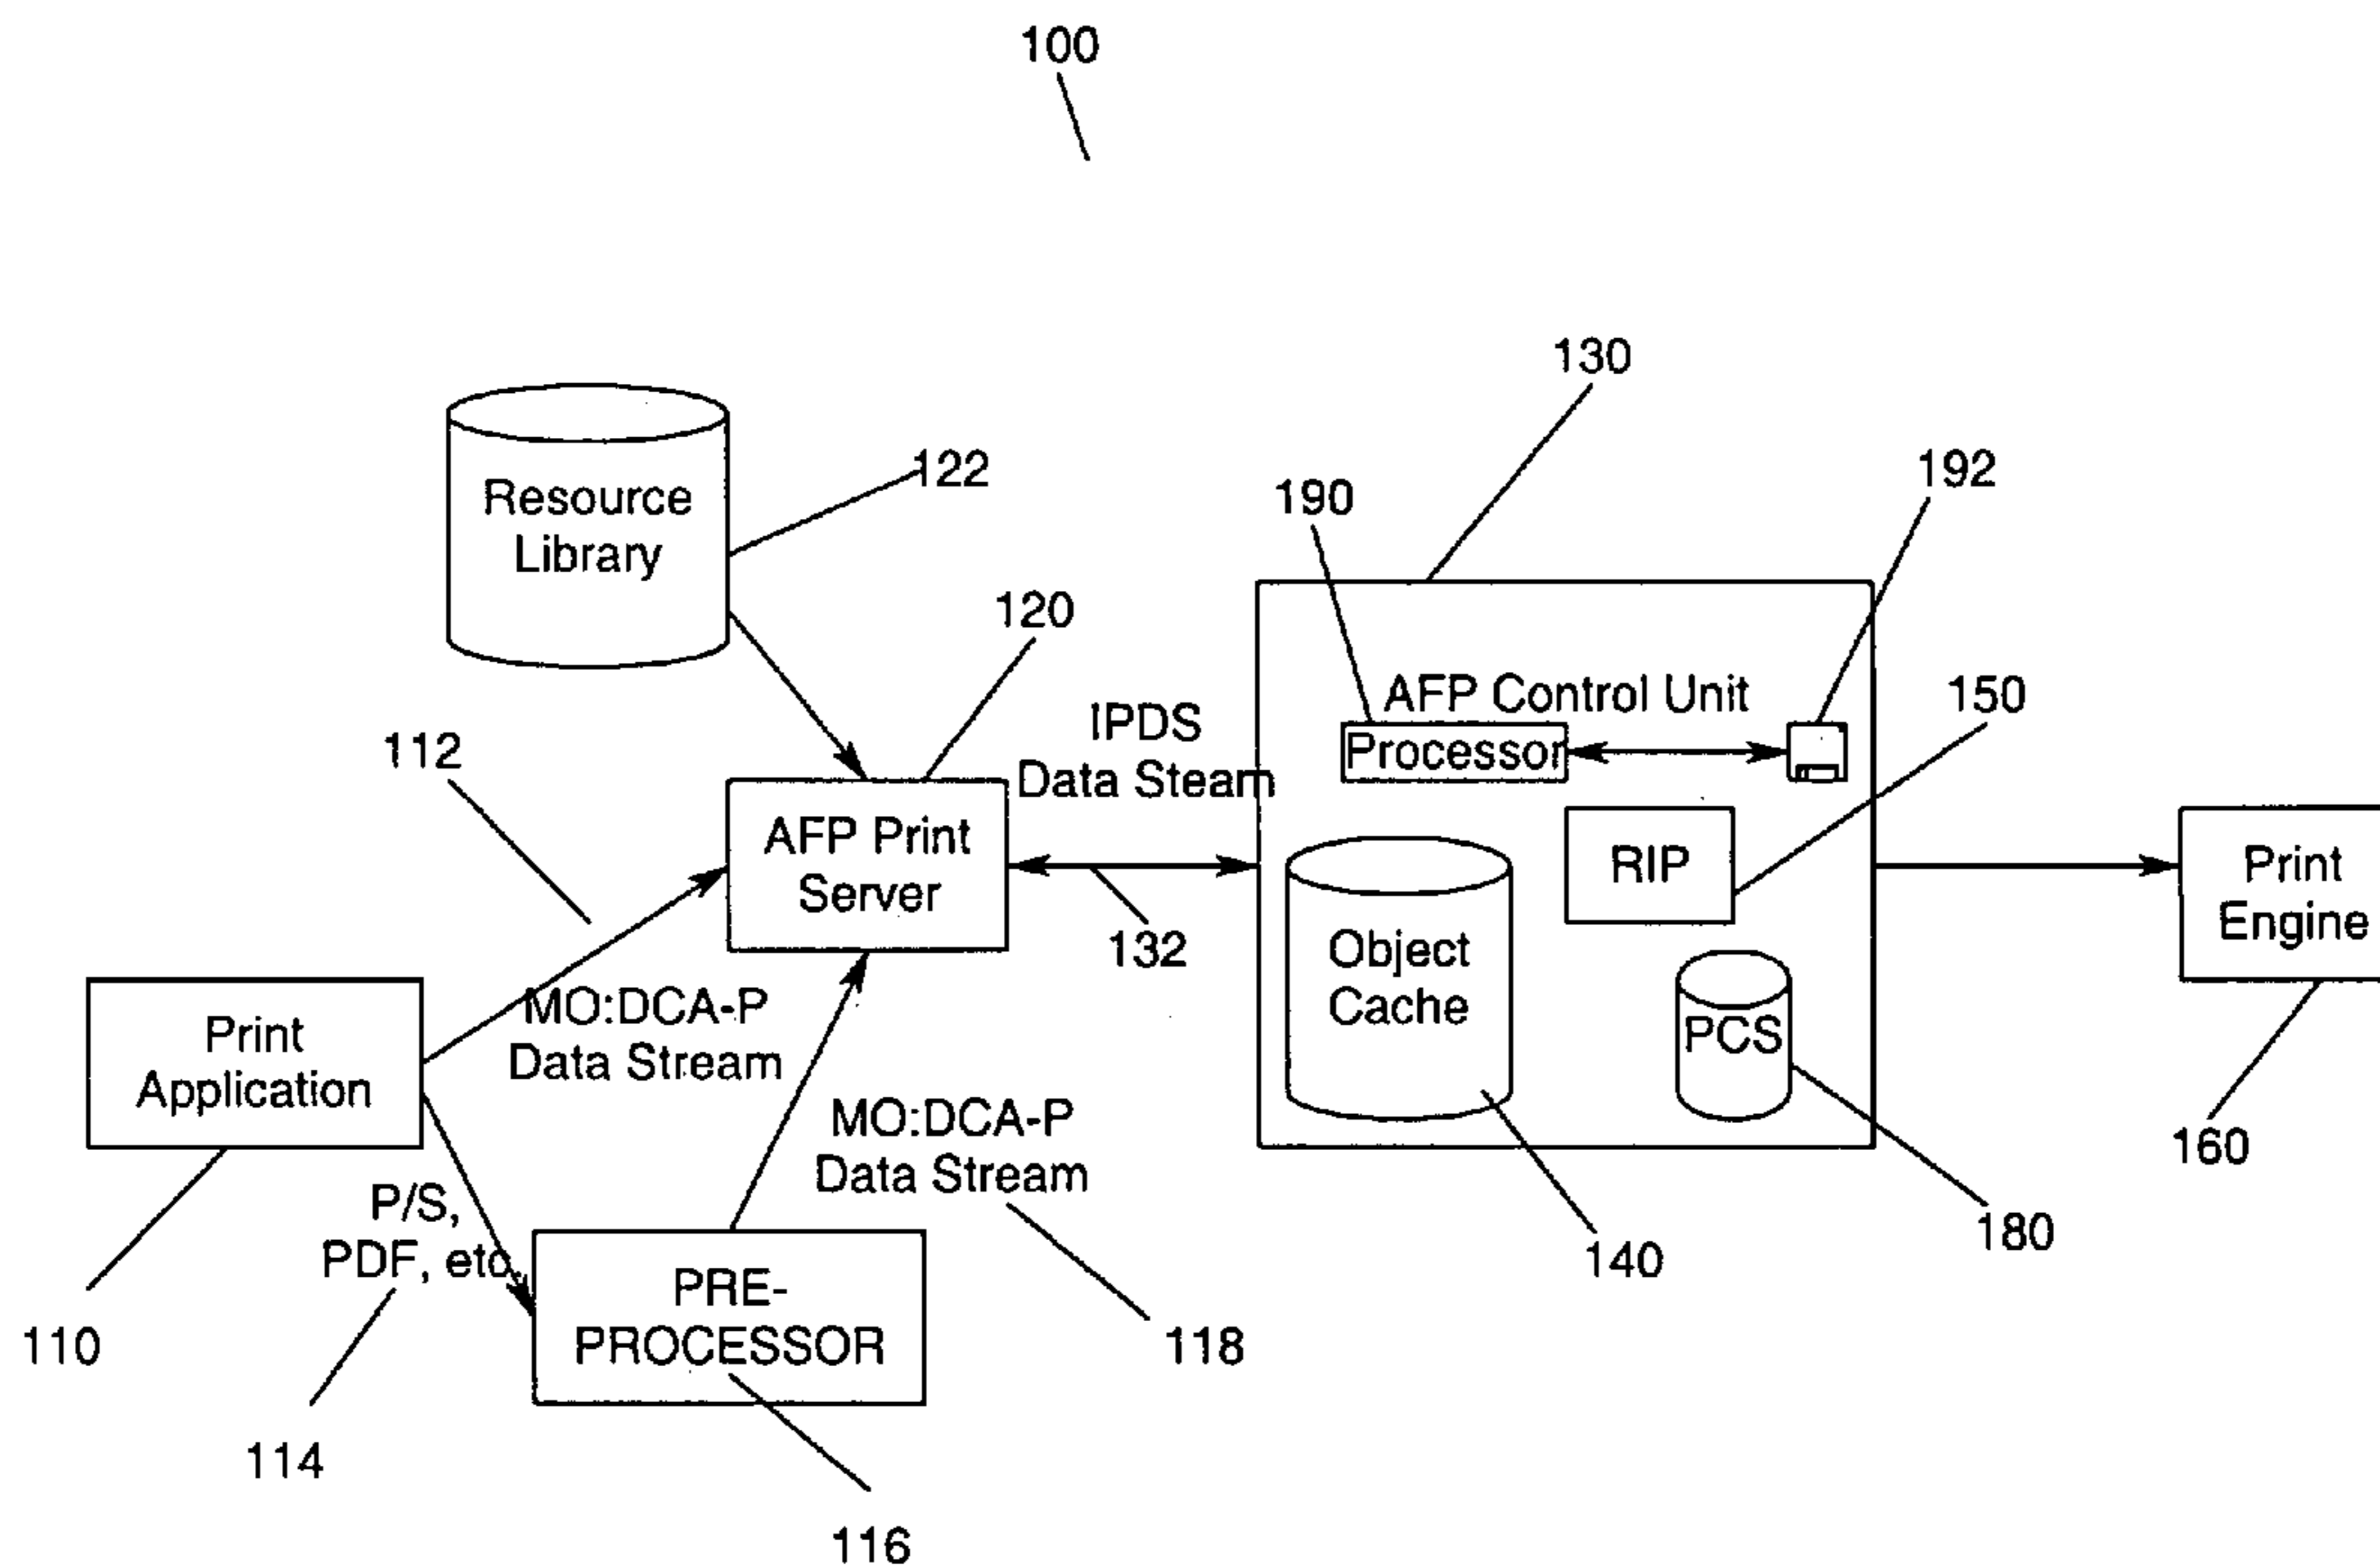 100
130
122
192
190
Resource
Library
120
150
AFP Control Unit
IPDS
Data Steam
Processor
112
AFP Print
Server
RIP
Print
Engine
132
Object
Cache
MO:DCA-P
Data Stream
Print
Application
PCS
MO:DCA-P
Data Stream
160
P/S,
PDF, etc.
180
140
PRE-
PROCESSOR
110
118
114
116